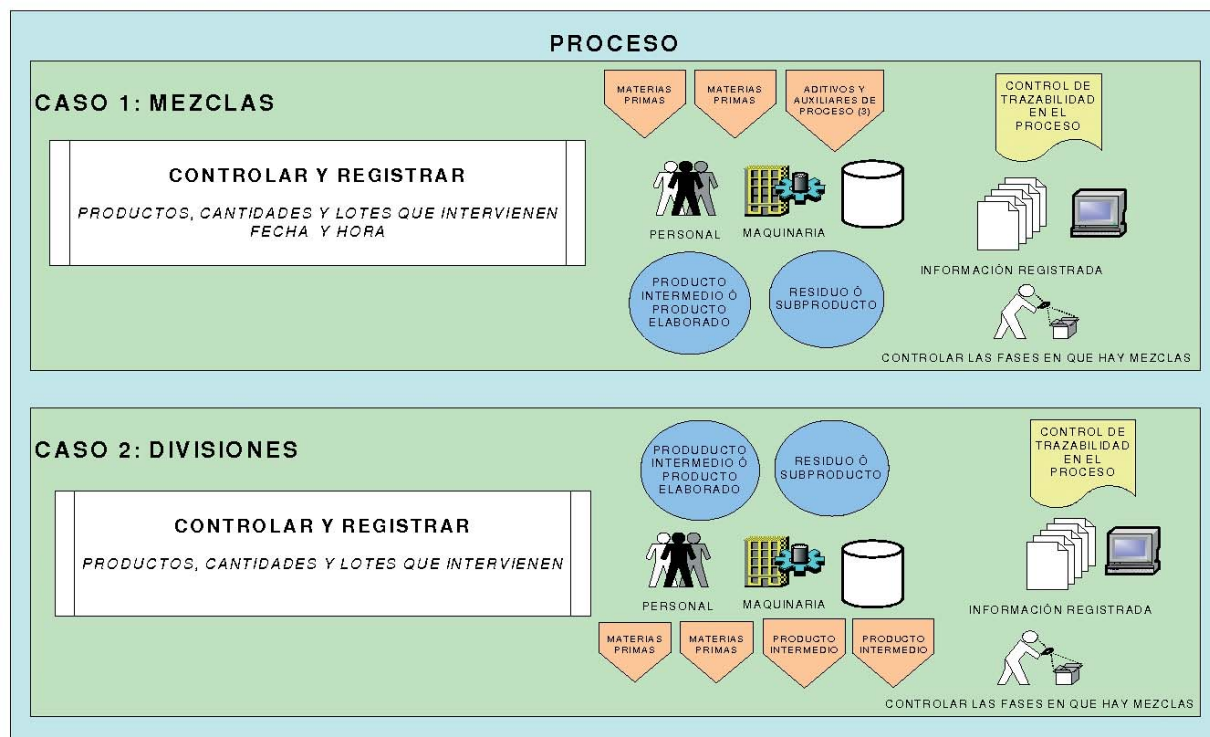 PROCESO
CASO 1: MEZCLAS
CONTROLAR Y REGISTRAR
PRODUCTOS, CANTIDADES Y LOTES QUE INTERVIENEN
FECHA Y HORA
MATERIAS
PRIMAS
MATERIAS
PRIMAS
ADITIVOS Y
AUXILIARES DE
PROCESO (3)
CONTROL DE
TRAZABILIDAD
EN EL
PROCESO
PERSONAL
MAQUINARIA
INFORMACIÓN REGISTRADA
PRODUCTO
INTERMEDIO Ó
PRODUCTO
ELABORADO
RESIDUO Ó
SUBPRODUCTO
CONTROLAR LAS FASES EN QUE HAY MEZCLAS
CASO 2: DIVISIONES
CONTROLAR Y REGISTRAR
PRODUCTOS, CANTIDADES Y LOTES QUE INTERVIENEN
PRODUDUCTO
INTERMEDIO Ó
PRODUCTO
ELABORADO
RESIDUO Ó
SUBPRODUCTO
CONTROL DE
TRAZABILIDAD
EN EL
PROCESO
PERSONAL
MAQUINARIA
INFORMACIÓN REGISTRADA
MATERIAS
PRIMAS
MATERIAS
PRIMAS
PRODUCTO
INTERMEDIO
PRODUCTO
INTERMEDIO
CONTROLAR LAS FASES EN QUE HAY MEZCLAS